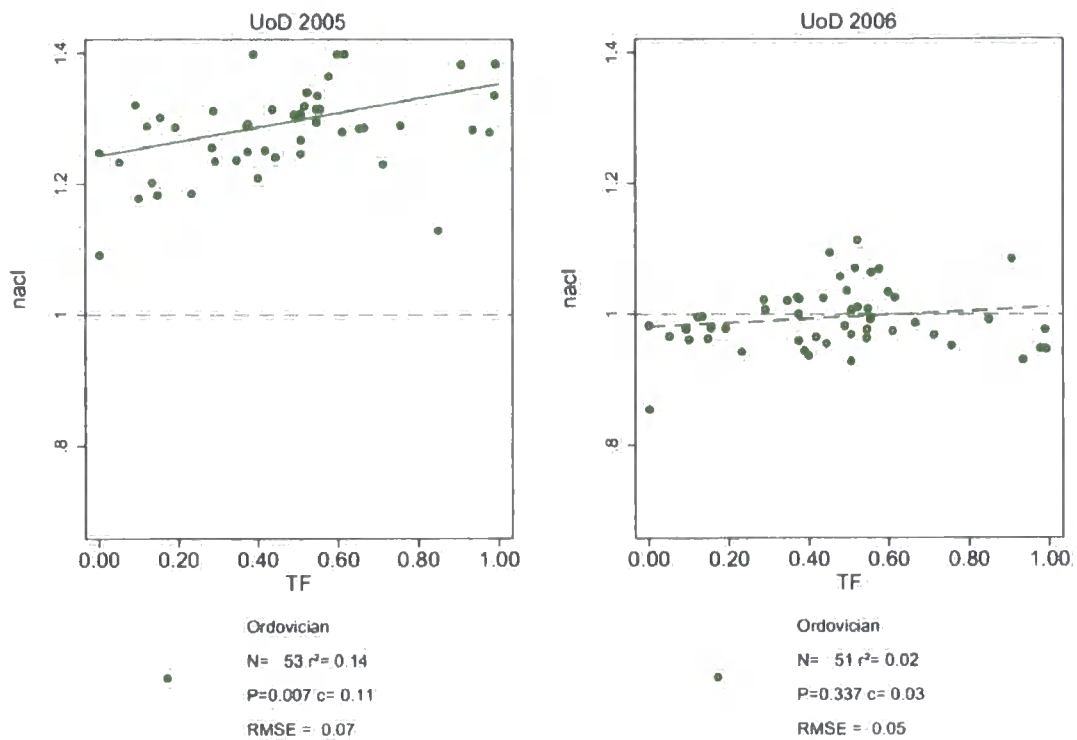 UoD 2005
1.4
1.2
1
.8
nacl
0.00 0.20 0.40 0.60 0.80 1.00
TF
Ordovician
N= 53 r²= 0.14
P=0.007 c= 0.11
RMSE = 0.07
UoD 2006
1.4
1.2
1
.8
nacl
0.00 0.20 0.40 0.60 0.80 1.00
TF
Ordovician
N= 51 r²= 0.02
P=0.337 c= 0.03
RMSE = 0.05